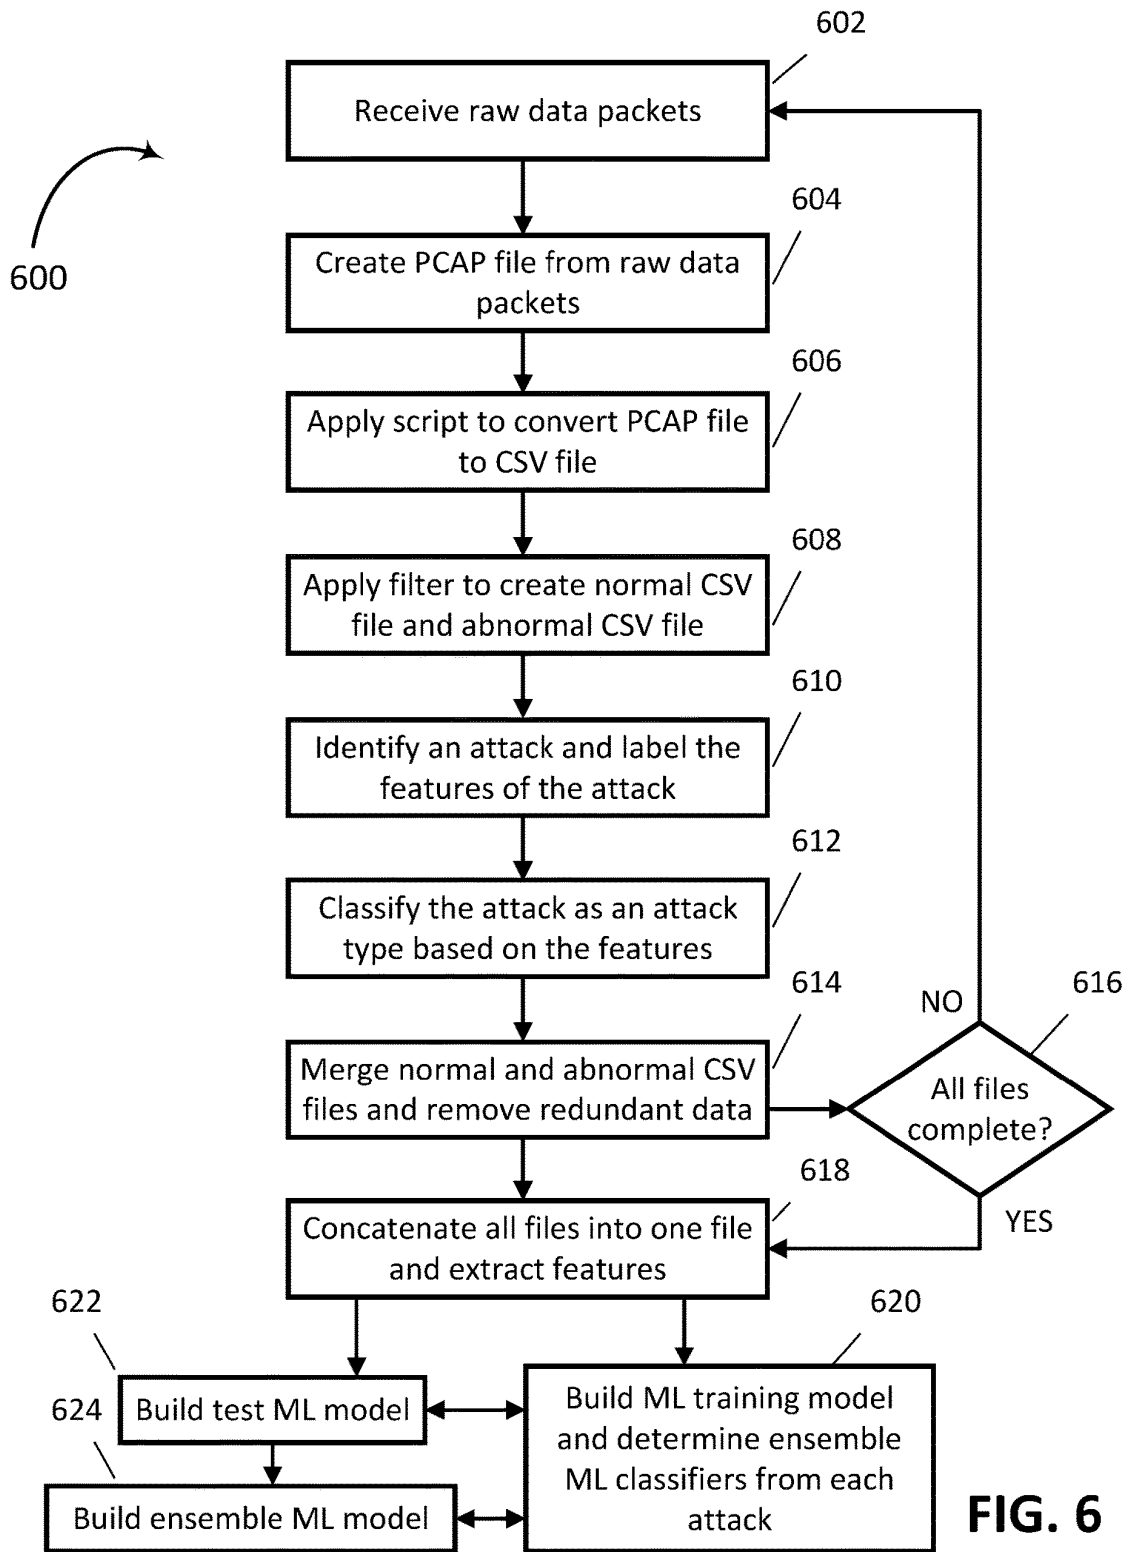 602
Receive raw data packets
600
604
Create PCAP file from raw data
packets
606
Apply script to convert PCAP file
to CSV file
608
Apply filter to create normal CSV
file and abnormal CSV file
610
Identify an attack and label the
features of the attack
612
Classify the attack as an attack
type based on the features
614
Merge normal and abnormal CSV
files and remove redundant data
NO
616
All files
complete?
YES
618
Concatenate all files into one file
and extract features
622
Build test ML model
620
Build ML training model
and determine ensemble
ML classifiers from each
attack
624
Build ensemble ML model
FIG. 6